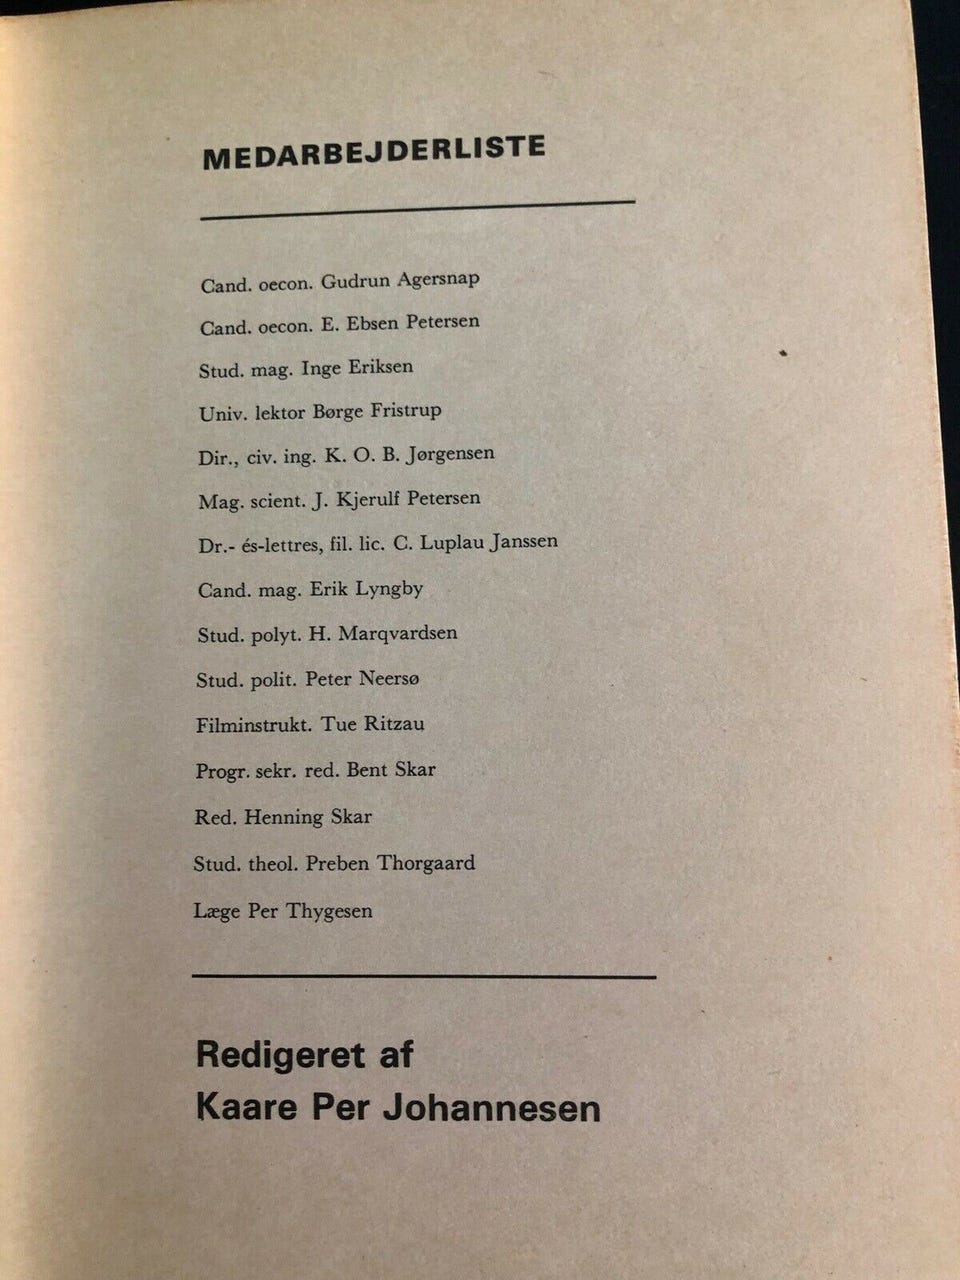 MEDARBEJDERLISTE
Cand. oecon. Gudrun Agersnap
Cand. oecon. E. Ebsen Petersen
Stud. mag. Inge Eriksen
Univ. lektor Børge Fristrup
Dir., civ. ing. K. O. B. Jørgensen
Mag. scient. J. Kjerulf Petersen
Dr.- és-lettres, fil. lic. C. Luplau Janssen
Cand. mag. Erik Lyngby
Stud. polyt. H. Marqvardsen
Stud. polit. Peter Neersø
Filminstrukt. Tue Ritzau
Progr. sekr. red. Bent Skar
Red. Henning Skar
Stud. theol. Preben Thorgaard
Læge Per Thygesen
Redigeret af
Kaare Per Johannesen